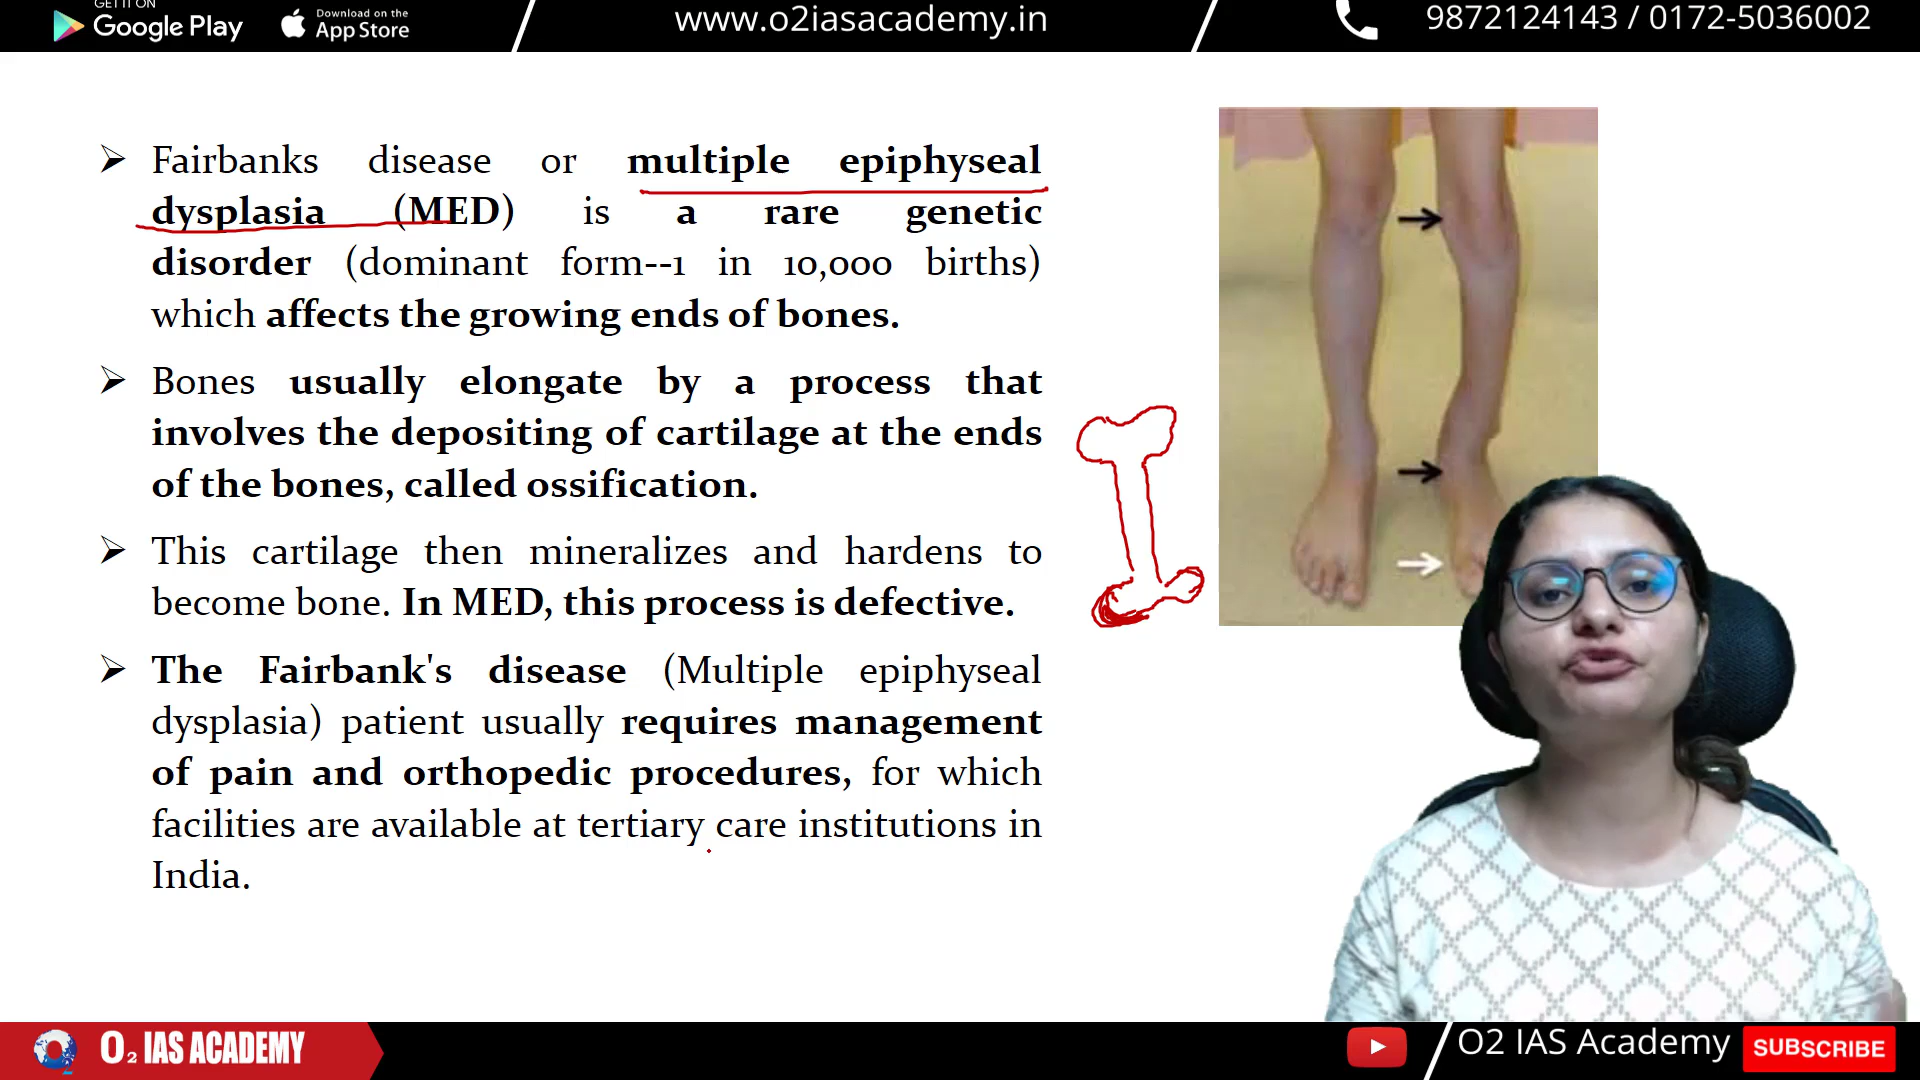 GET IT ON
Google Play
Download on the
App Store
www.o2iasacademy.in
9872124143 / 0172-5036002
➢ Fairbanks disease or multiple epiphyseal
dysplasia (MED) is a rare genetic
disorder (dominant form--1 in 10,000 births)
which affects the growing ends of bones.
➢ Bones usually elongate by a process that
involves the depositing of cartilage at the ends
of the bones, called ossification.
➢ This cartilage then mineralizes and hardens to
become bone. In MED, this process is defective.
➢ The Fairbank's disease (Multiple epiphyseal
dysplasia) patient usually requires management
of pain and orthopedic procedures, for which
facilities are available at tertiary care institutions in
India.
O2 IAS ACADEMY
O2 IAS Academy
SUBSCRIBE